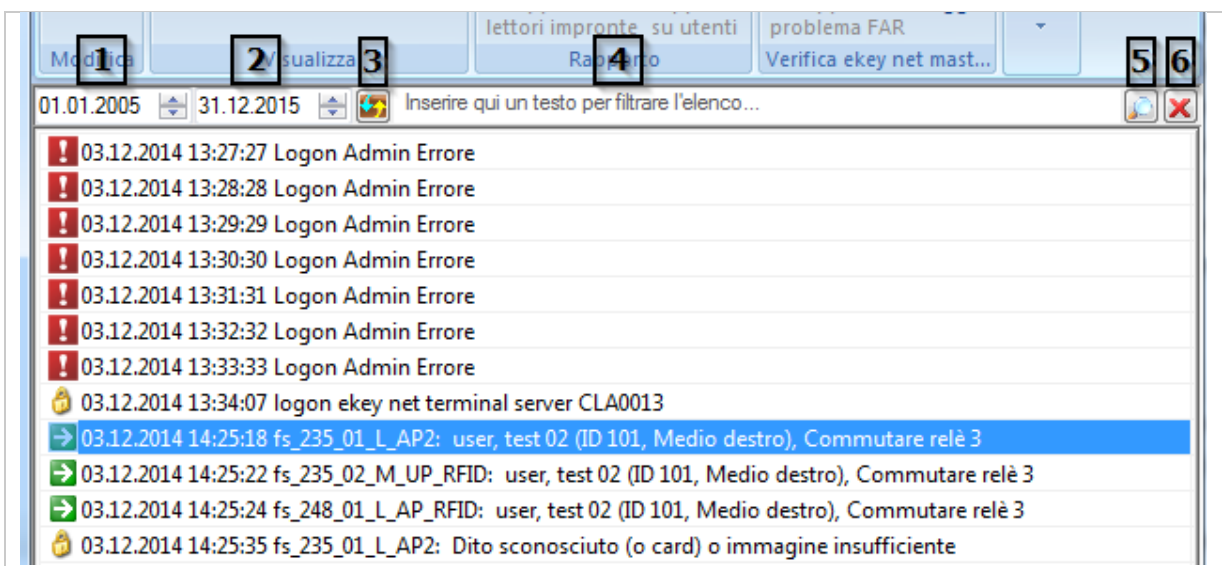 lettori impronte su utenti problema FAR
Modifica Visualizza Rapporto Verifica ekey net mast...
1 2 3 4 5 6
01.01.2005 31.12.2015 Inserire qui un testo per filtrare l'elenco...
03.12.2014 13:27:27 Logon Admin Errore
03.12.2014 13:28:28 Logon Admin Errore
03.12.2014 13:29:29 Logon Admin Errore
03.12.2014 13:30:30 Logon Admin Errore
03.12.2014 13:31:31 Logon Admin Errore
03.12.2014 13:32:32 Logon Admin Errore
03.12.2014 13:33:33 Logon Admin Errore
03.12.2014 13:34:07 logon ekey net terminal server CLA0013
03.12.2014 14:25:18 fs_235_01_L_AP2: user, test 02 (ID 101, Medio destro), Commutare relè 3
03.12.2014 14:25:22 fs_235_02_M_UP_RFID: user, test 02 (ID 101, Medio destro), Commutare relè 3
03.12.2014 14:25:24 fs_248_01_L_AP_RFID: user, test 02 (ID 101, Medio destro), Commutare relè 3
03.12.2014 14:25:35 fs_235_01_L_AP2: Dito sconosciuto (o card) o immagine insufficiente